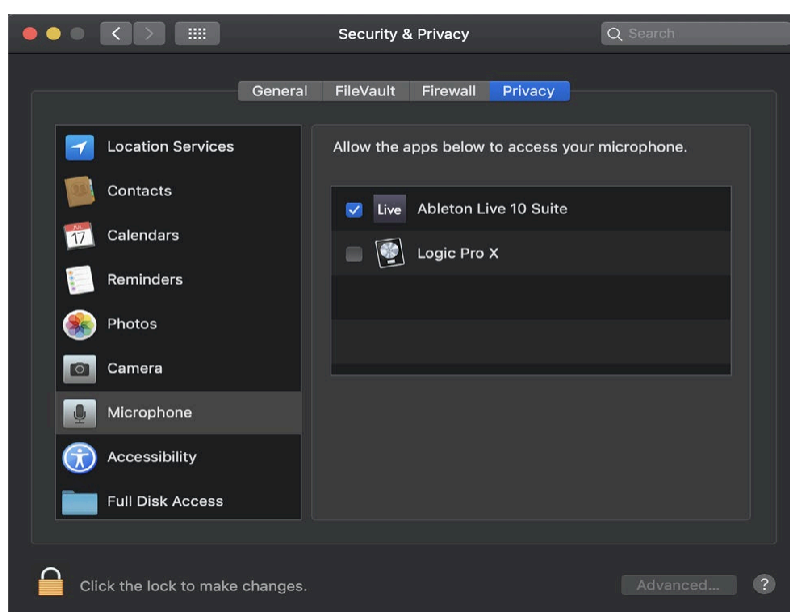 Security & Privacy
Search
General FileVault Firewall Privacy
Location Services
Contacts
JUL
17
Calendars
Reminders
Photos
Camera
Microphone
Accessibility
Full Disk Access
Allow the apps below to access your microphone.
Live Ableton Live 10 Suite
Logic Pro X
Click the lock to make changes.
Advanced...
?